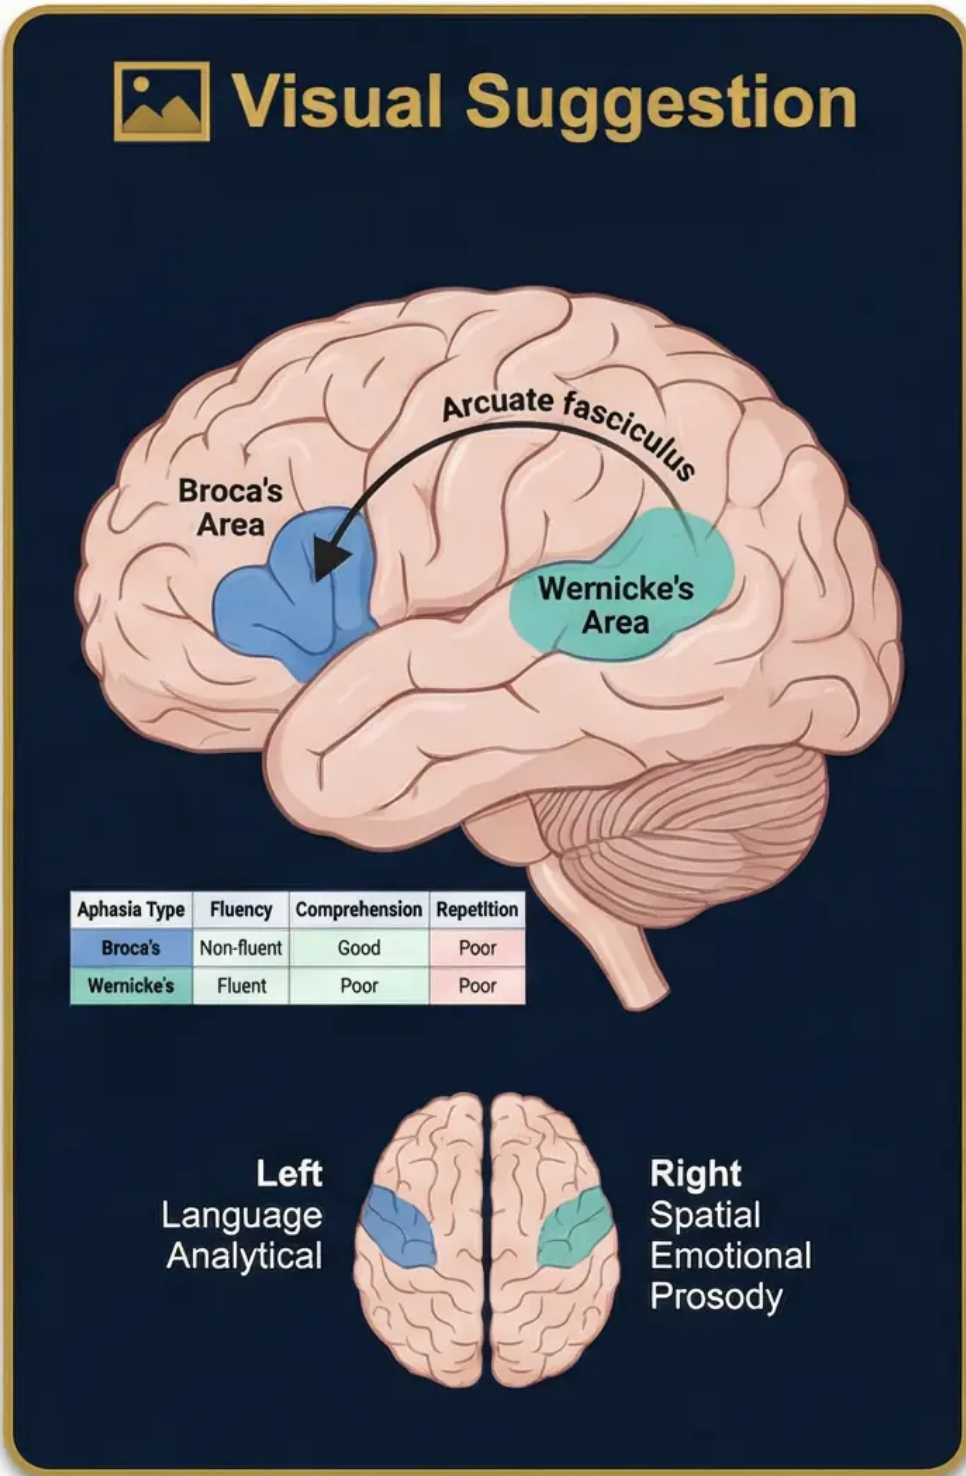 Visual Suggestion
Arcuate fasciculus
Broca's
Area
Wernicke's
Area
Aphasia Type Fluency Comprehension Repetltion
Broca's Non-fluent Good Poor
Wernicke's Fluent Poor Poor
Left
Language
Analytical
Right
Spatial
Emotional
Prosody